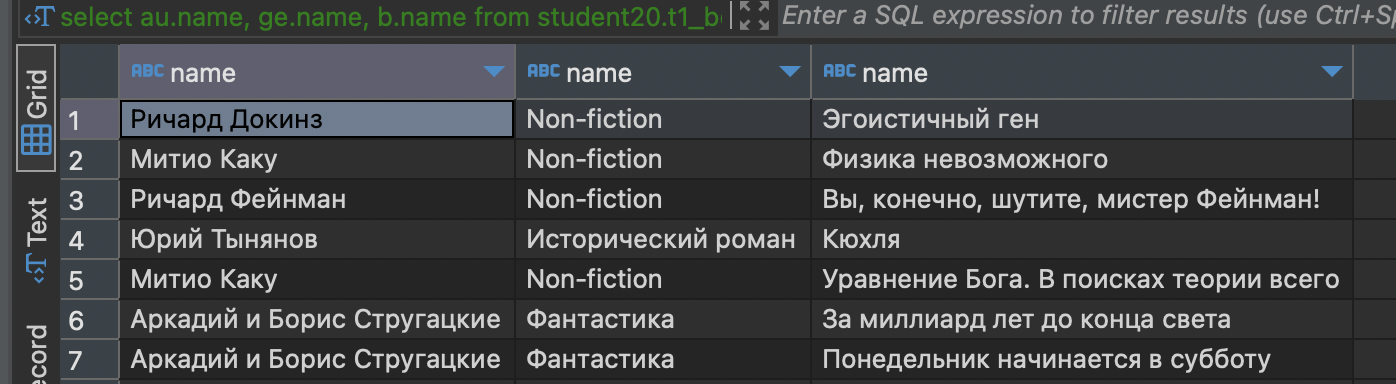 select au.name, ge.name, b.name from student20.t1_b Enter a SQL expression to filter results (use Ctrl+Sp
Grid
Text
ecord
ABC name ABC name ABC name
1 Ричард Докинз Non-fiction Эгоистичный ген
2 Митио Каку Non-fiction Физика невозможного
3 Ричард Фейнман Non-fiction Вы, конечно, шутите, мистер Фейнман!
4 Юрий Тынянов Исторический роман Кюхля
5 Митио Каку Non-fiction Уравнение Бога. В поисках теории всего
6 Аркадий и Борис Стругацкие Фантастика За миллиард лет до конца света
7 Аркадий и Борис Стругацкие Фантастика Понедельник начинается в субботу